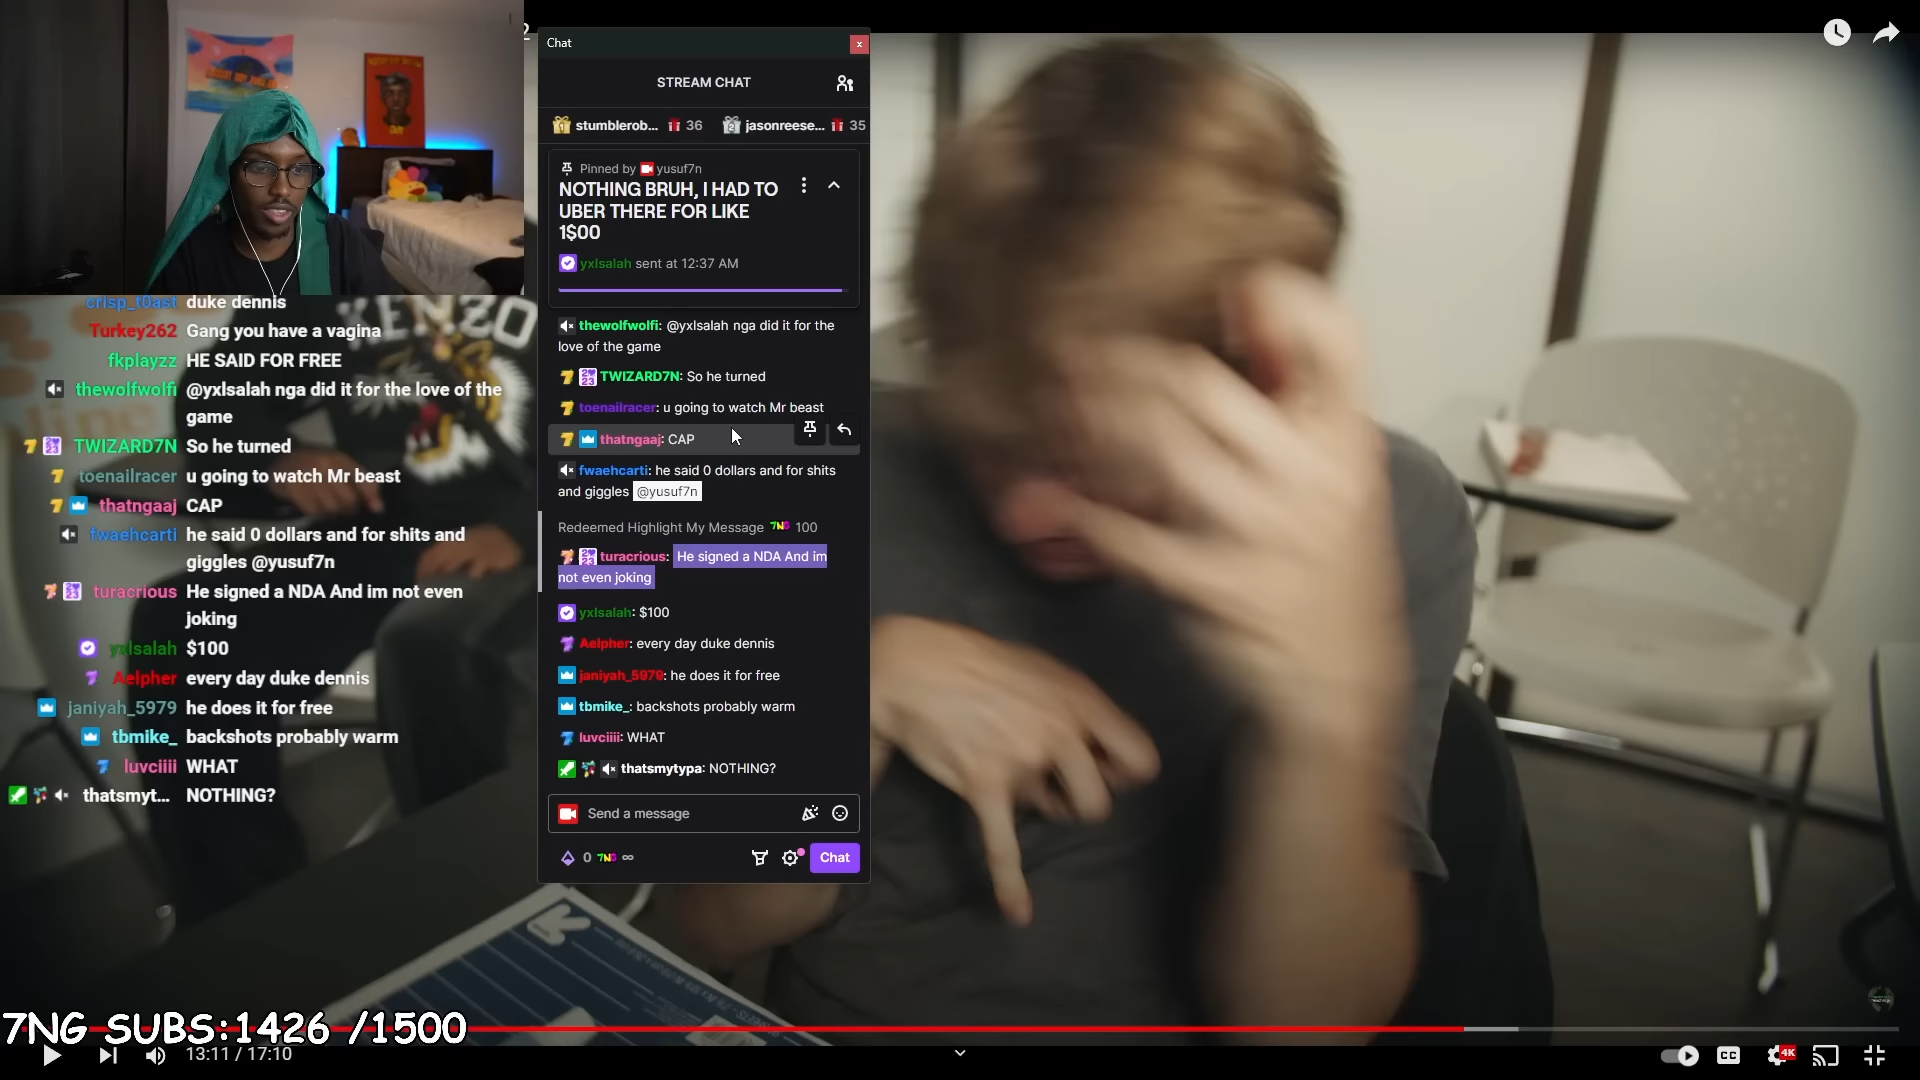 2
Chat
x
STREAM CHAT
stumblerob... 36 jasonreese... 35
Pinned by yusuf7n
NOTHING BRUH, I HAD TO
UBER THERE FOR LIKE
1$00
yxlsalah sent at 12:37 AM
thewolfwolfi: @yxlsalah nga did it for the
love of the game
TWIZARD7N: So he turned
toenailracer: u going to watch Mr beast
thatngaaj: CAP
fwaehcarti: he said 0 dollars and for shits
and giggles @yusuf7n
Redeemed Highlight My Message 7NG 100
turacrious: He signed a NDA And im
not even joking
yxlsalah: $100
Aelpher: every day duke dennis
janiyah_5979: he does it for free
tbmike_: backshots probably warm
luvciiii: WHAT
thatsmytypa: NOTHING?
Send a message
0 7NG ∞
Chat
crisp_t0ast duke dennis
Turkey262 Gang you have a vagina
fkplayzz HE SAID FOR FREE
thewolfwolfi @yxlsalah nga did it for the love of the
game
TWIZARD7N So he turned
toenailracer u going to watch Mr beast
thatngaaj CAP
fwaehcarti he said 0 dollars and for shits and
giggles @yusuf7n
turacrious He signed a NDA And im not even
joking
yxlsalah $100
Aelpher every day duke dennis
janiyah_5979 he does it for free
tbmike_ backshots probably warm
luvciiii WHAT
thatsmyt... NOTHING?
KENZO
7NG SUBS:1426 /1500
13:11 / 17:10
CC
4K